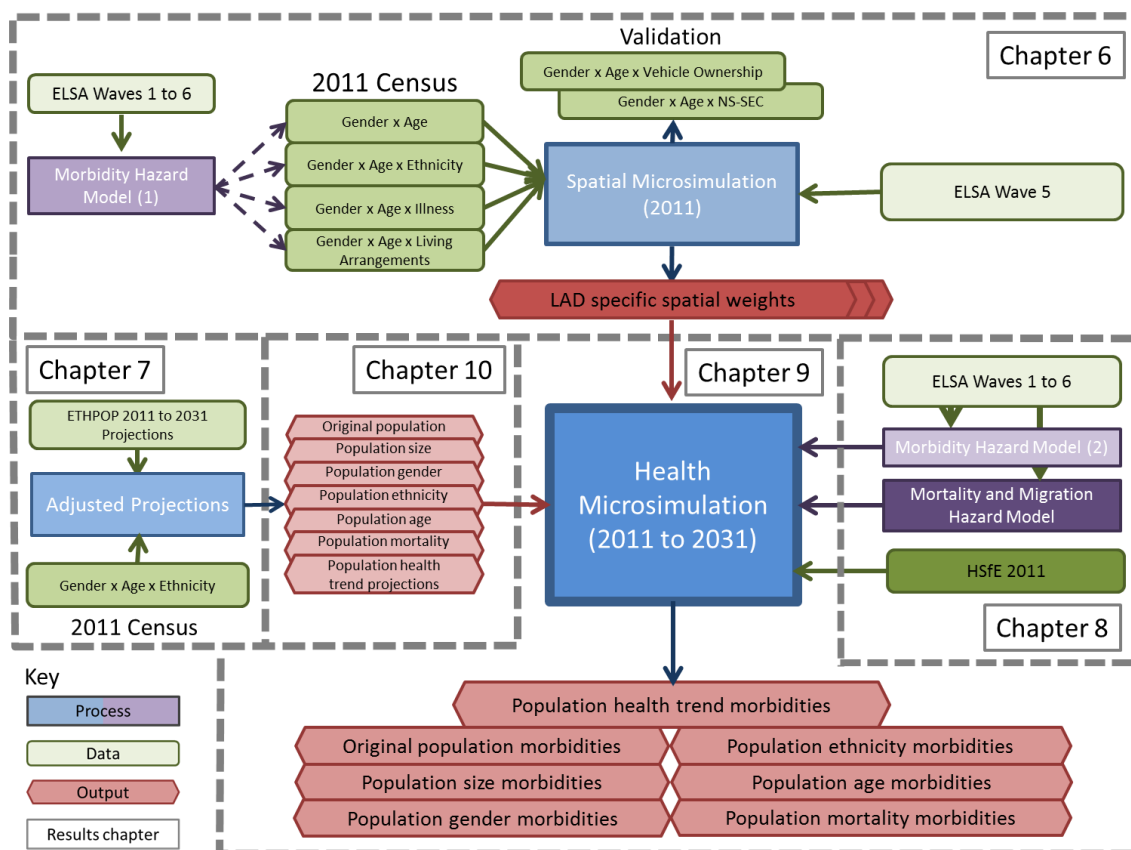 Validation
Chapter 6
Gender x Age x Vehicle Ownership
Gender x Age x NS-SEC
ELSA Waves 1 to 6
2011 Census
Gender x Age
Gender x Age x Ethnicity
Gender x Age x Illness
Gender x Age x Living
Arrangements
Morbidity Hazard
Model (1)
Spatial Microsimulation
(2011)
ELSA Wave 5
LAD specific spatial weights
Chapter 7
ETHPOP 2011 to 2031
Projections
Adjusted Projections
Gender x Age x Ethnicity
2011 Census
Chapter 10
Original population
Population size
Population gender
Population ethnicity
Population age
Population mortality
Population health
trend projections
Chapter 9
Health
Microsimulation
(2011 to 2031)
ELSA Waves 1 to 6
Morbidity Hazard Model (2)
Mortality and Migration
Hazard Model
HSfE 2011
Chapter 8
Key
Process
Data
Output
Results chapter
Population health trend morbidities
Original population morbidities
Population ethnicity morbidities
Population size morbidities
Population age morbidities
Population gender morbidities
Population mortality morbidities